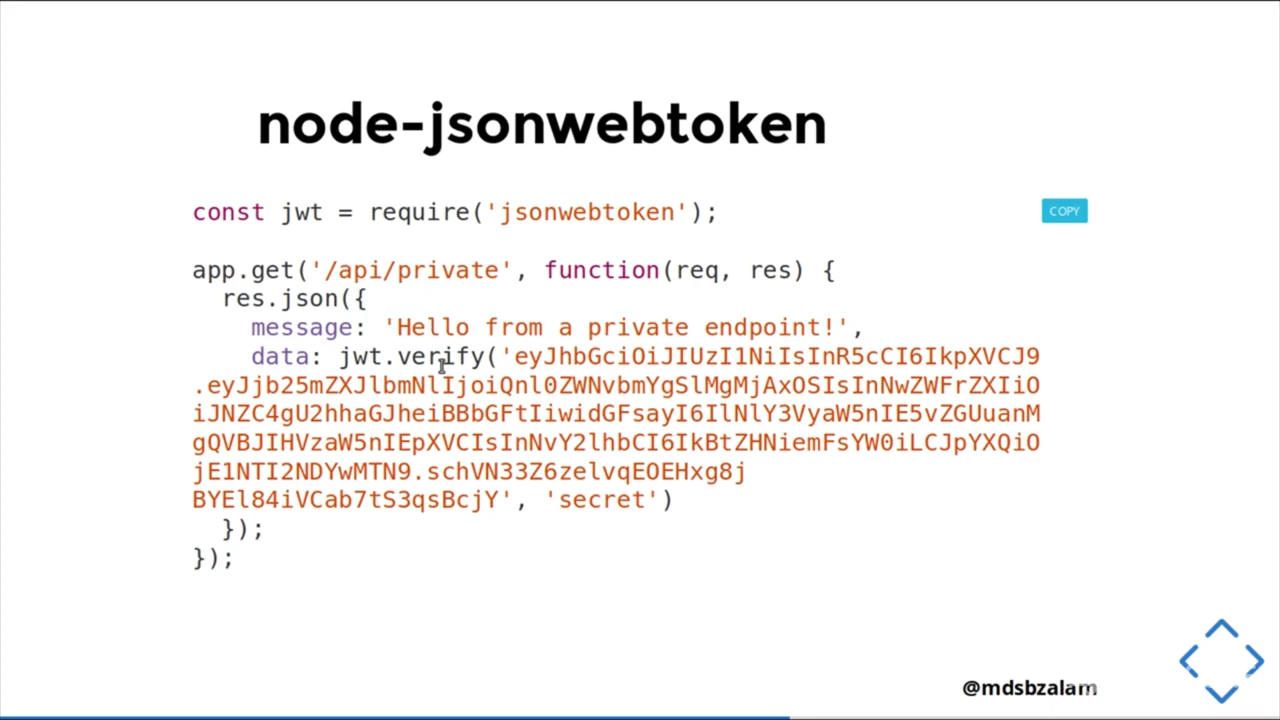 node-jsonwebtoken
const jwt = require('jsonwebtoken');
COPY
app.get('/api/private', function(req, res) {
  res.json({
    message: 'Hello from a private endpoint!',
    data: jwt.verify('eyJhbGciOiJIUzI1NiIsInR5cCI6IkpXVCJ9
.eyJjb25mZXJlbmNlIjoiQnl0ZWNvbmYgSlMgMjAxOSIsInNwZWFrZXIiO
iJNZC4gU2hhaGJheiBBbGFtIiwidGFsayI6IlNlY3VyaW5nIE5vZGUuanM
gQVBJIHVzaW5nIEpXVCIsInNvY2lhbCI6IkBtZHNiemFsYW0iLCJpYXQiO
jE1NTI2NDYwMTN9.schVN33Z6zelvqEOEHxg8j
BYEl84iVCab7tS3qsBcjY', 'secret')
  });
});
@mdsbzalam